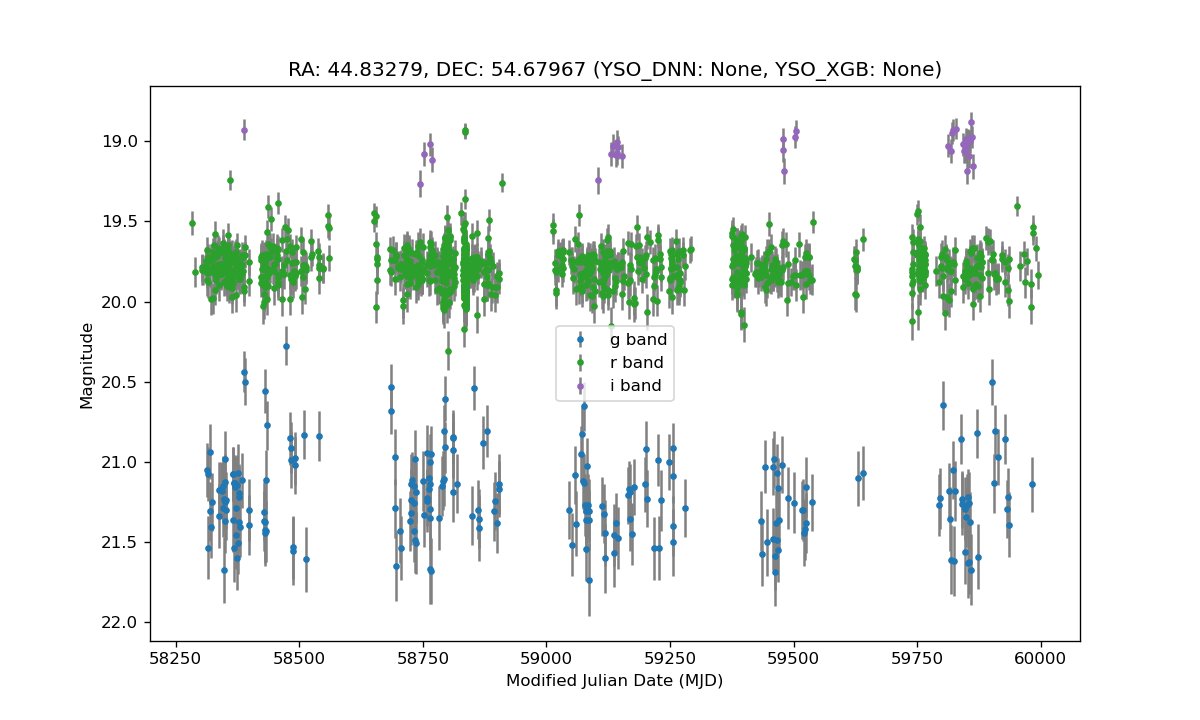 RA: 44.83279, DEC: 54.67967 (YSO_DNN: None, YSO_XGB: None)
19.0
19.5
20.0
20.5
21.0
21.5
22.0
Magnitude
g band
r band
i band
58250 58500 58750 59000 59250 59500 59750 60000
Modified Julian Date (MJD)